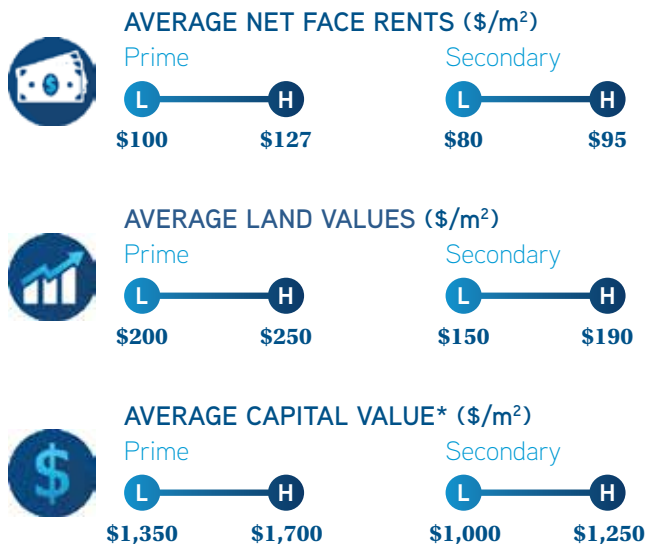 AVERAGE NET FACE RENTS ($/m²)
Prime Secondary
L H L H
$100 $127 $80 $95
$
AVERAGE LAND VALUES ($/m²)
Prime Secondary
L H L H
$200 $250 $150 $190
AVERAGE CAPITAL VALUE* ($/m²)
Prime Secondary
$ L H L H
$1,350 $1,700 $1,000 $1,250